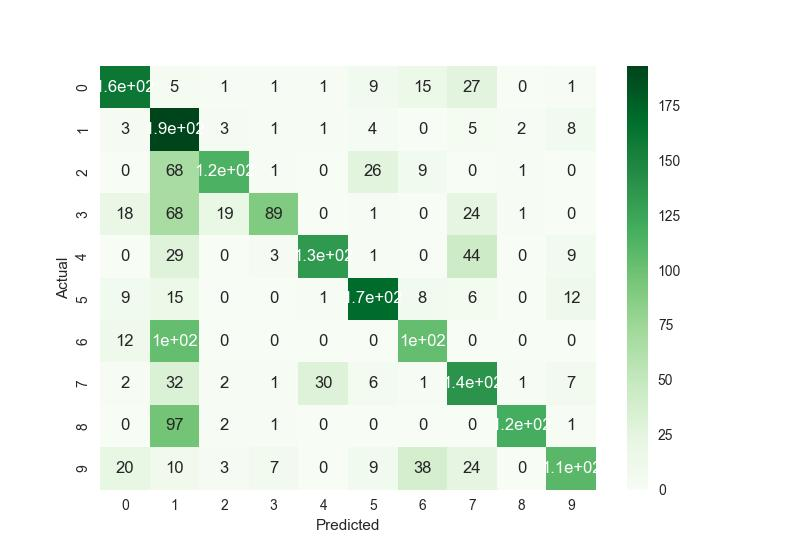 0 1.6e+02 5 1 1 1 9 15 27 0 1
1 3 1.9e+02 3 1 1 4 0 5 2 8
2 0 68 1.2e+02 1 0 26 9 0 1 0
3 18 68 19 89 0 1 0 24 1 0
4 0 29 0 3 1.3e+02 1 0 44 0 9
5 9 15 0 0 1 1.7e+02 8 6 0 12
6 12 1e+02 0 0 0 0 1e+02 0 0 0
7 2 32 2 1 30 6 1 1.4e+02 1 7
8 0 97 2 1 0 0 0 0 1.2e+02 1
9 20 10 3 7 0 9 38 24 0 1.1e+02
0 1 2 3 4 5 6 7 8 9
Predicted
Actual
175
150
125
100
75
50
25
0